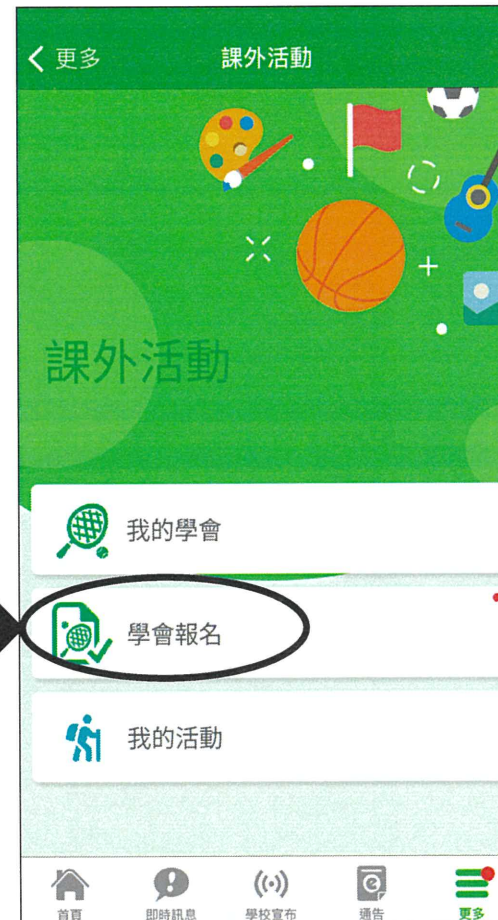 更多
課外活動
課外活動
我的學會
學會報名
我的活動
首頁
即時訊息
學校宣布
通告
更多